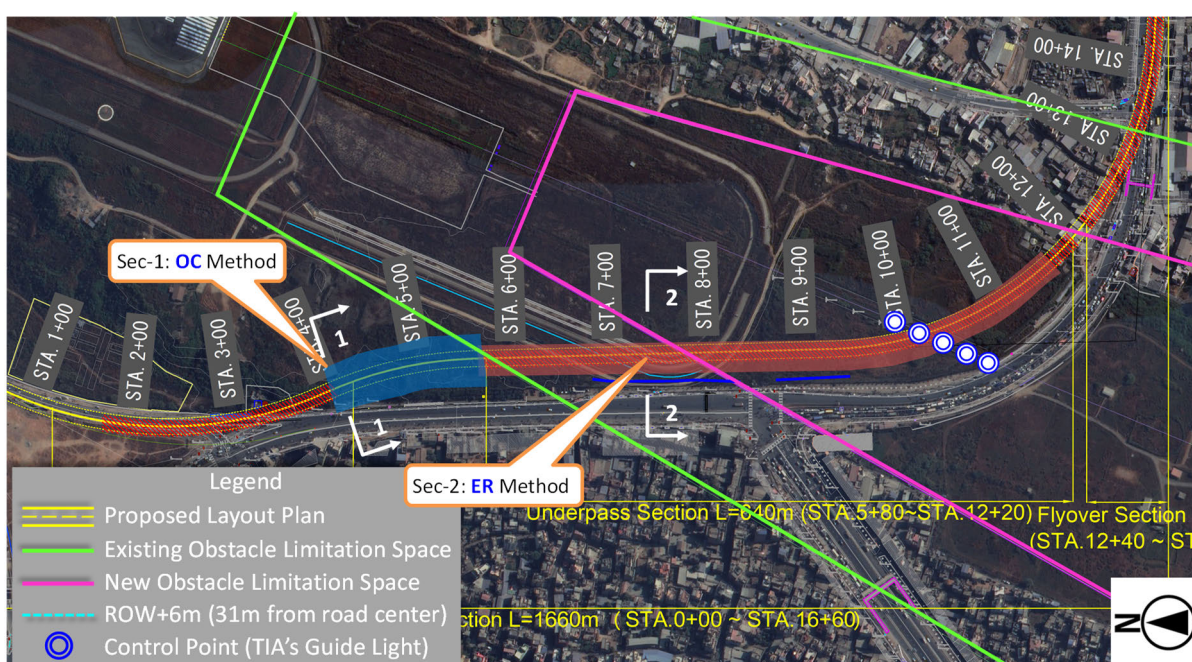 STA. 14+00
STA. 13+00
STA. 12+00
STA. 11+00
STA. 10+00
STA. 9+00
STA. 8+00
STA. 7+00
STA. 6+00
STA. 5+00
STA. 4+00
STA. 3+00
STA. 2+00
STA. 1+00
Sec-1: OC Method
1
1
2
2
Sec-2: ER Method
Underpass Section L=640m (STA.5+80~STA.12+20)
Flyover Section
(STA.12+40 ~ ST
ction L=1660m ( STA.0+00 ~ STA.16+60)
Legend
Proposed Layout Plan
Existing Obstacle Limitation Space
New Obstacle Limitation Space
ROW+6m (31m from road center)
Control Point (TIA's Guide Light)
N